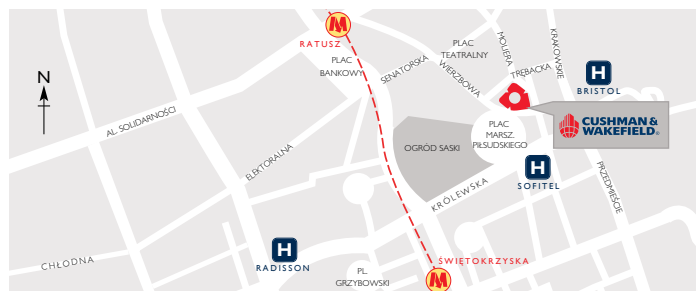 RATUSZ
PLAC
BANKOWY
SENATORSKA
PLAC
TEATRALNY
WIERZBOWA
MOLIERA
TRĘBACKA
KRAKOWSKIE
H
BRISTOL
N
AL. SOLIDARNOŚCI
CUSHMAN &
WAKEFIELD®
PLAC
MARSZ.
PIŁSUDSKIEGO
OGRÓD SASKI
ELEKTORALNA
H
SOFITEL
PRZEDMIEŚCIE
KRÓLEWSKA
H
RADISSON
CHŁODNA
PL.
GRZYBOWSKI
M
ŚWIĘTOKRZYSKA
M